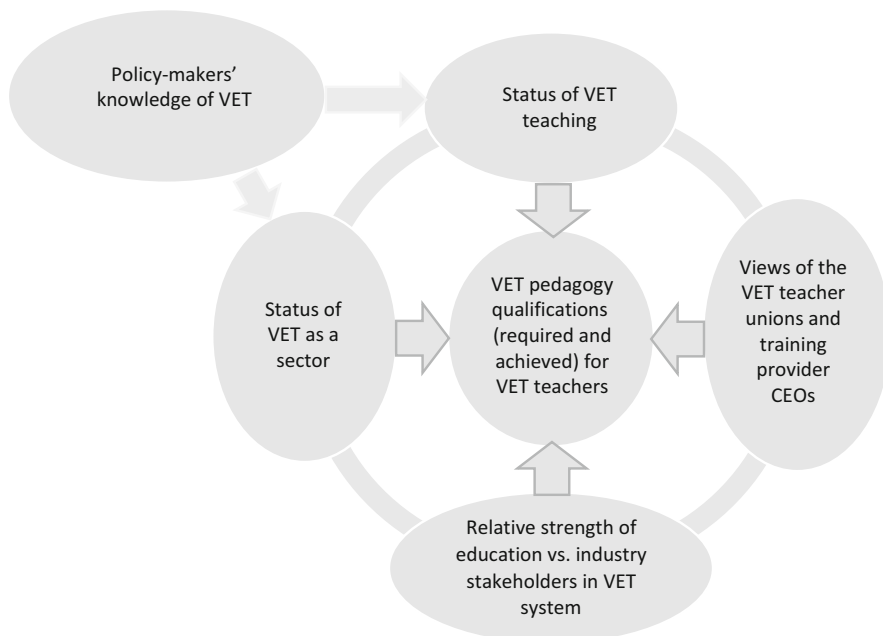 Policy-makers'
knowledge of VET
Status of VET
teaching
Status of
VET as a
sector
VET pedagogy
qualifications
(required and
achieved) for
VET teachers
Views of the
VET teacher
unions and
training
provider
CEOs
Relative strength of
education vs. industry
stakeholders in VET
system